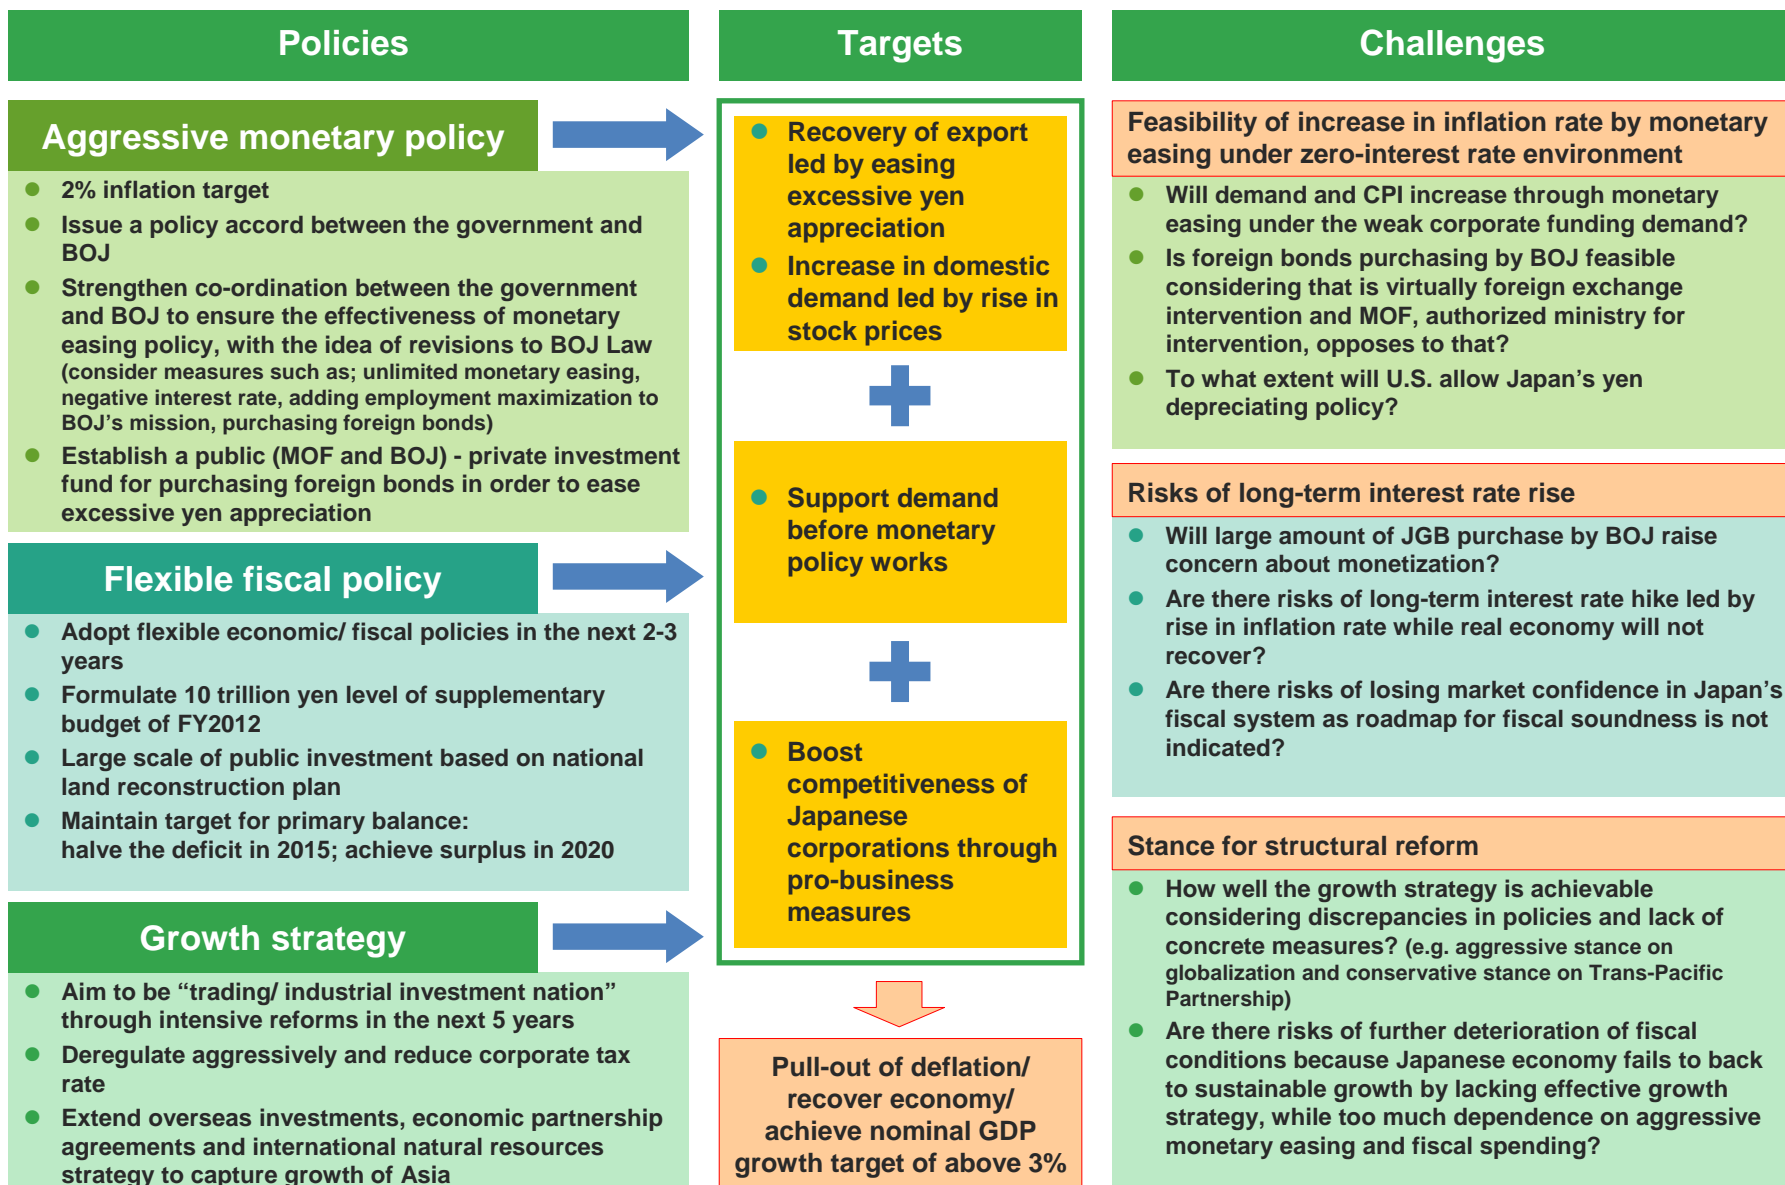 Policies
Aggressive monetary policy
2% inflation target
Issue a policy accord between the government and
BOJ
Strengthen co-ordination between the government
and BOJ to ensure the effectiveness of monetary
easing policy, with the idea of revisions to BOJ Law
(consider measures such as; unlimited monetary easing,
negative interest rate, adding employment maximization to
BOJ's mission, purchasing foreign bonds)
Establish a public (MOF and BOJ) - private investment
fund for purchasing foreign bonds in order to ease
excessive yen appreciation
Flexible fiscal policy
Adopt flexible economic/ fiscal policies in the next 2-3
years
Formulate 10 trillion yen level of supplementary
budget of FY2012
Large scale of public investment based on national
land reconstruction plan
Maintain target for primary balance:
halve the deficit in 2015; achieve surplus in 2020
Growth strategy
Aim to be “trading/ industrial investment nation”
through intensive reforms in the next 5 years
Deregulate aggressively and reduce corporate tax
rate
Extend overseas investments, economic partnership
agreements and international natural resources
strategy to capture growth of Asia
Targets
Recovery of export
led by easing
excessive yen
appreciation
Increase in domestic
demand led by rise in
stock prices
Support demand
before monetary
policy works
Boost
competitiveness of
Japanese
corporations through
pro-business
measures
Pull-out of deflation/
recover economy/
achieve nominal GDP
growth target of above 3%
Challenges
Feasibility of increase in inflation rate by monetary
easing under zero-interest rate environment
Will demand and CPI increase through monetary
easing under the weak corporate funding demand?
Is foreign bonds purchasing by BOJ feasible
considering that is virtually foreign exchange
intervention and MOF, authorized ministry for
intervention, opposes to that?
To what extent will U.S. allow Japan's yen
depreciating policy?
Risks of long-term interest rate rise
Will large amount of JGB purchase by BOJ raise
concern about monetization?
Are there risks of long-term interest rate hike led by
rise in inflation rate while real economy will not
recover?
Are there risks of losing market confidence in Japan's
fiscal system as roadmap for fiscal soundness is not
indicated?
Stance for structural reform
How well the growth strategy is achievable
considering discrepancies in policies and lack of
concrete measures? (e.g. aggressive stance on
globalization and conservative stance on Trans-Pacific
Partnership)
Are there risks of further deterioration of fiscal
conditions because Japanese economy fails to back
to sustainable growth by lacking effective growth
strategy, while too much dependence on aggressive
monetary easing and fiscal spending?